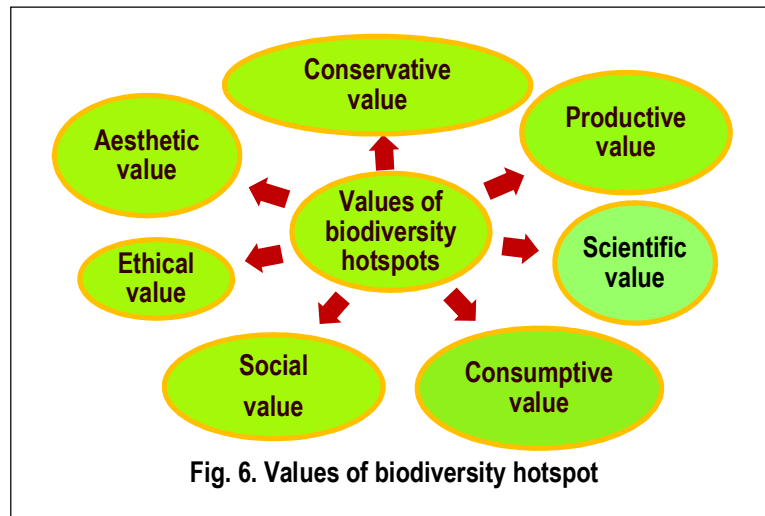 Conservative
value
Productive
value
Aesthetic
value
Values of
biodiversity
hotspots
Scientific
value
Ethical
value
Social
value
Consumptive
value
Fig. 6. Values of biodiversity hotspot